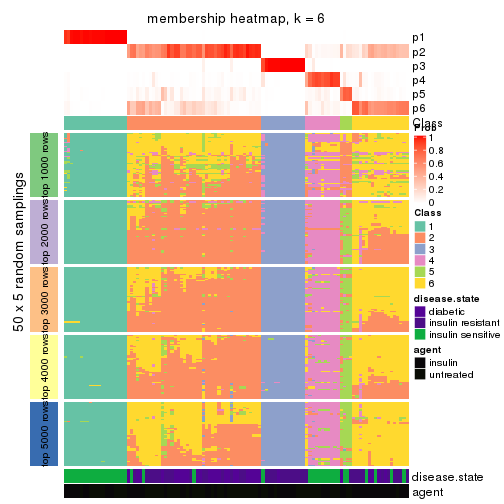 membership heatmap, k = 6
p1
p2
p3
p4
p5
p6
Class
Prob
1
0.8
0.6
0.4
0.2
0
Class
1
2
3
4
5
6
disease.state
diabetic
insulin resistant
insulin sensitive
agent
insulin
untreated
50 x 5 random samplings
top 1000 rows
top 2000 rows
top 3000 rows
top 4000 rows
top 5000 rows
disease.state
agent